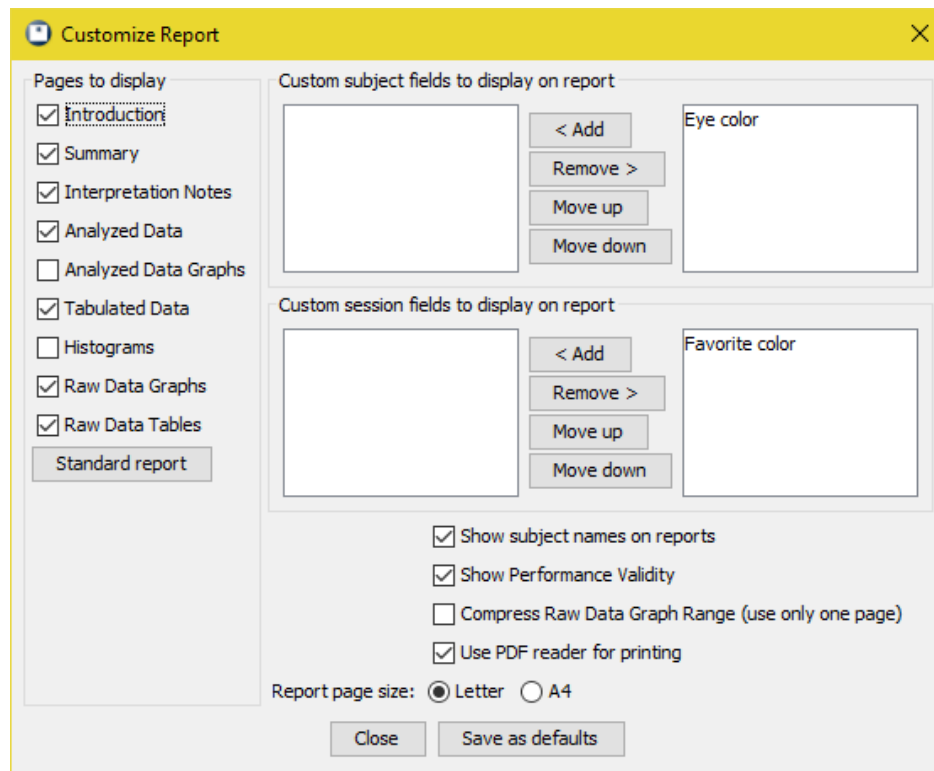 Customize Report
Pages to display
Introduction
Summary
Interpretation Notes
Analyzed Data
Analyzed Data Graphs
Tabulated Data
Histograms
Raw Data Graphs
Raw Data Tables
Standard report
Custom subject fields to display on report
< Add
Remove >
Move up
Move down
Eye color
Custom session fields to display on report
< Add
Remove >
Move up
Move down
Favorite color
Show subject names on reports
Show Performance Validity
Compress Raw Data Graph Range (use only one page)
Use PDF reader for printing
Report page size: Letter A4
Close Save as defaults